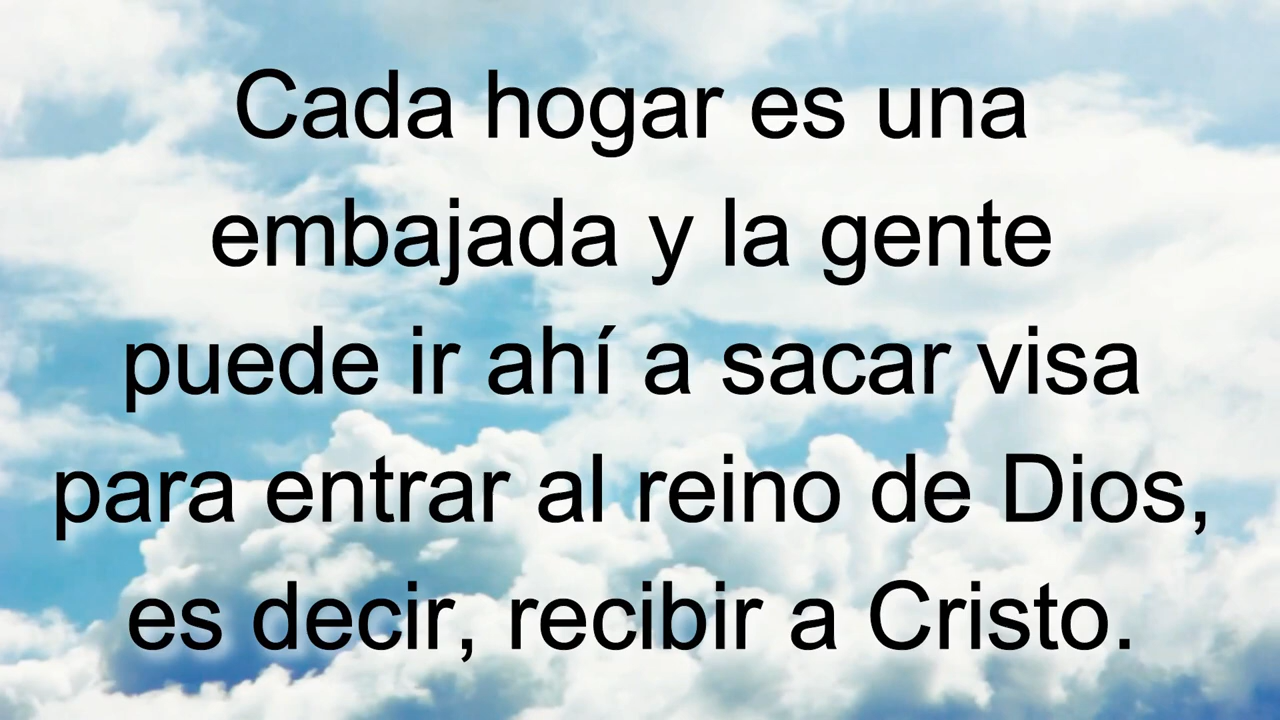 Cada hogar es una
embajada y la gente
puede ir ahí a sacar visa
para entrar al reino de Dios,
es decir, recibir a Cristo.